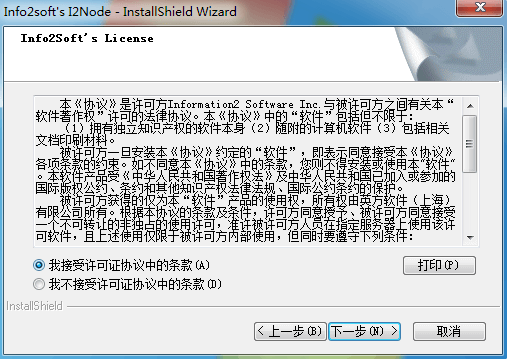 Info2soft's I2Node - InstallShield Wizard
Info2Soft's License
本《协议》是许可方Information2 Software Inc.与被许可方之间有关本“
软件著作权”许可的法律协议。本《协议》中的“软件”包括但不限于：
(1) 拥有独立知识产权的软件本身 (2) 随附的计算机软件 (3) 包括相关
文档印刷材料。
被许可方一旦安装本《协议》约定的“软件”，即表示同意接受本《协议》
各项条款的约束。如不同意本《协议》中的条款，您则不得安装或使用本"软件"
。本软件产品受《中华人民共和国著作权法》及中华人民共和国已加入或参加的
国际版权公约、条约和其他知识产权法律法规、国际公约条约的保护。
被许可方获得的仅为本“软件”产品的使用权，所有权由英方软件（上海）
有限公司所有。根据本协议的条款及条件，许可方同意授予、被许可方同意接受
一个不可转让的非独占的使用许可，准许被许可方人员在指定服务器上使用该许
可软件，且上述使用仅限于被许可方内部使用，但同时要遵守下列条件：
我接受许可证协议中的条款(A)
打印(P)
我不接受许可证协议中的条款(D)
InstallShield
< 上一步(B)
下一步(N) >
取消